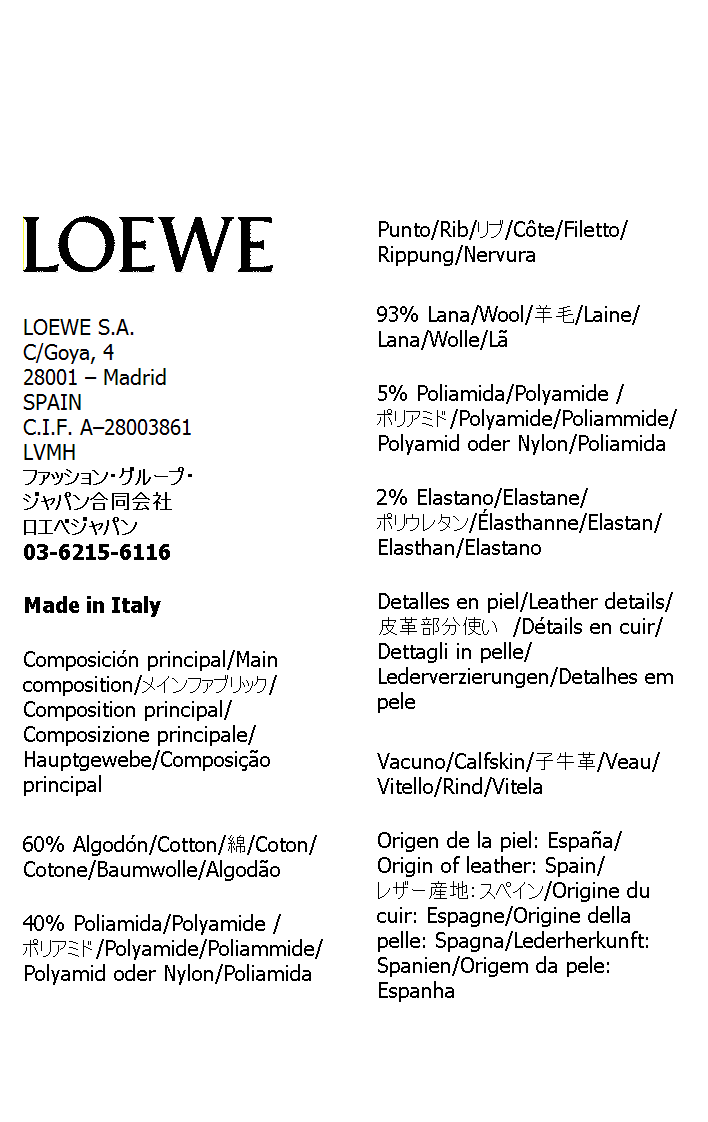 LOEWE
LOEWE S.A.
C/Goya, 4
28001 – Madrid
SPAIN
C.I.F. A–28003861
LVMH
ファッション・グループ・
ジャパン合同会社
ロエベジャパン
03-6215-6116
Made in Italy
Composición principal/Main
composition/メインファブリック/
Composition principal/
Composizione principale/
Hauptgewebe/Composição
principal
60% Algodón/Cotton/綿/Coton/
Cotone/Baumwolle/Algodão
40% Poliamida/Polyamide /
ポリアミド/Polyamide/Poliammide/
Polyamid oder Nylon/Poliamida
Punto/Rib/リブ/Côte/Filetto/
Rippung/Nervura
93% Lana/Wool/羊毛/Laine/
Lana/Wolle/Lã
5% Poliamida/Polyamide /
ポリアミド/Polyamide/Poliammide/
Polyamid oder Nylon/Poliamida
2% Elastano/Elastane/
ポリウレタン/Élasthanne/Elastan/
Elasthan/Elastano
Detalles en piel/Leather details/
皮革部分使い /Détails en cuir/
Dettagli in pelle/
Lederverzierungen/Detalhes em
pele
Vacuno/Calfskin/子牛革/Veau/
Vitello/Rind/Vitela
Origen de la piel: España/
Origin of leather: Spain/
レザー産地：スペイン/Origine du
cuir: Espagne/Origine della
pelle: Spagna/Lederherkunft:
Spanien/Origem da pele:
Espanha